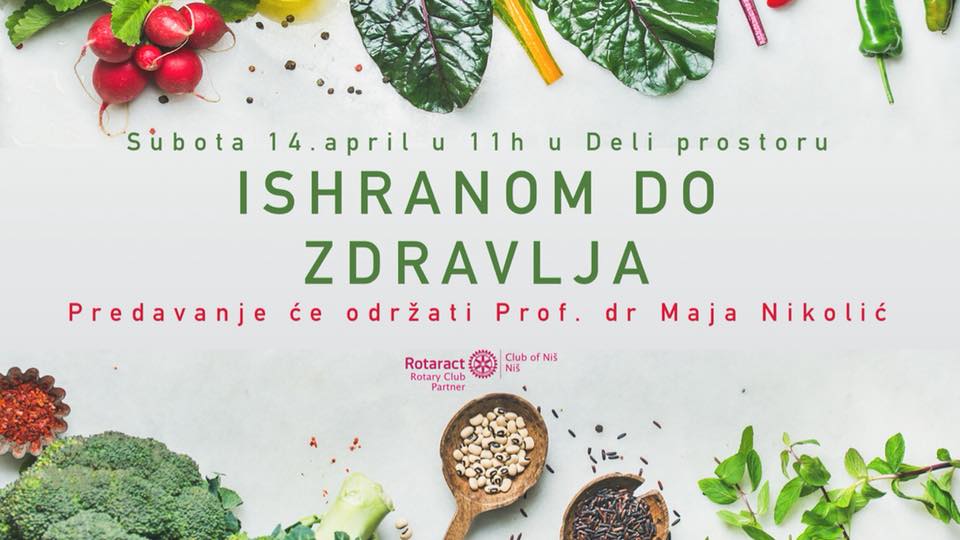 Subota 14.april u 11h u Deli prostoru
ISHRANOM DO
ZDRAVLJA
Predavanje će održati Prof. dr Maja Nikolić
Rotaract
Rotary Club
Partner
Club of Niš
Niš